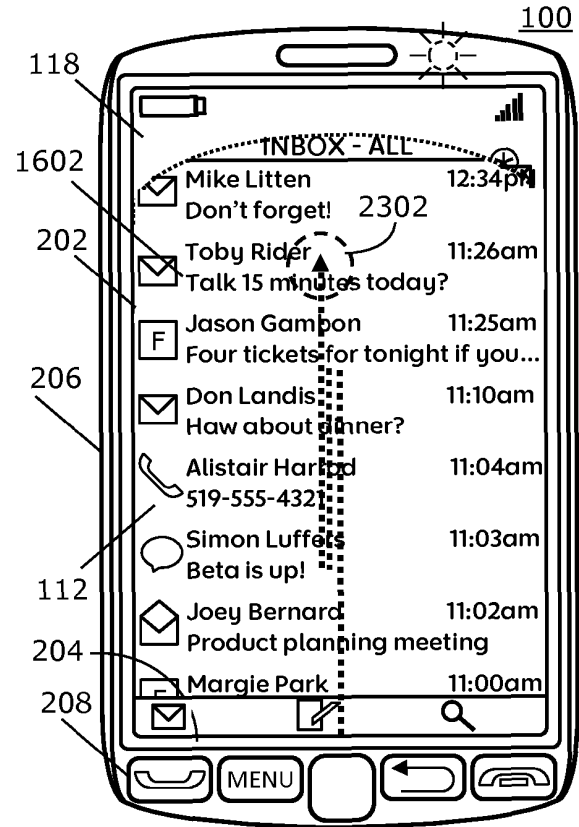 100
118
INBOX - ALL
1602
Mike Litten 12:34pm
Don't forget!
2302
202
Toby Rider 11:26am
Talk 15 minutes today?
F
Jason Gambon 11:25am
Four tickets for tonight if you...
206
Don Landis 11:10am
Haw about dinner?
Alistair Harrod 11:04am
519-555-4321
Simon Luffers 11:03am
Beta is up!
112
Joey Bernard 11:02am
Product planning meeting
204
F
Margie Park 11:00am
208
MENU